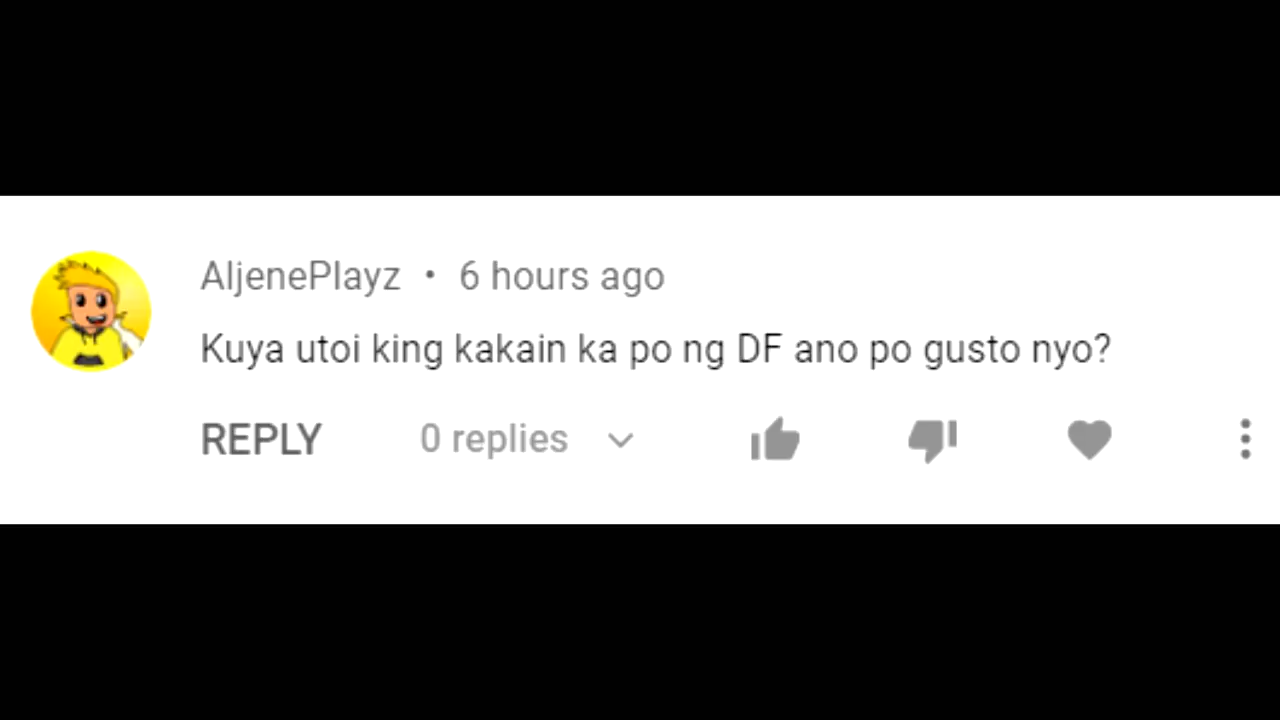 AljenePlayz • 6 hours ago
Kuya utoi king kakain ka po ng DF ano po gusto nyo?
REPLY 0 replies